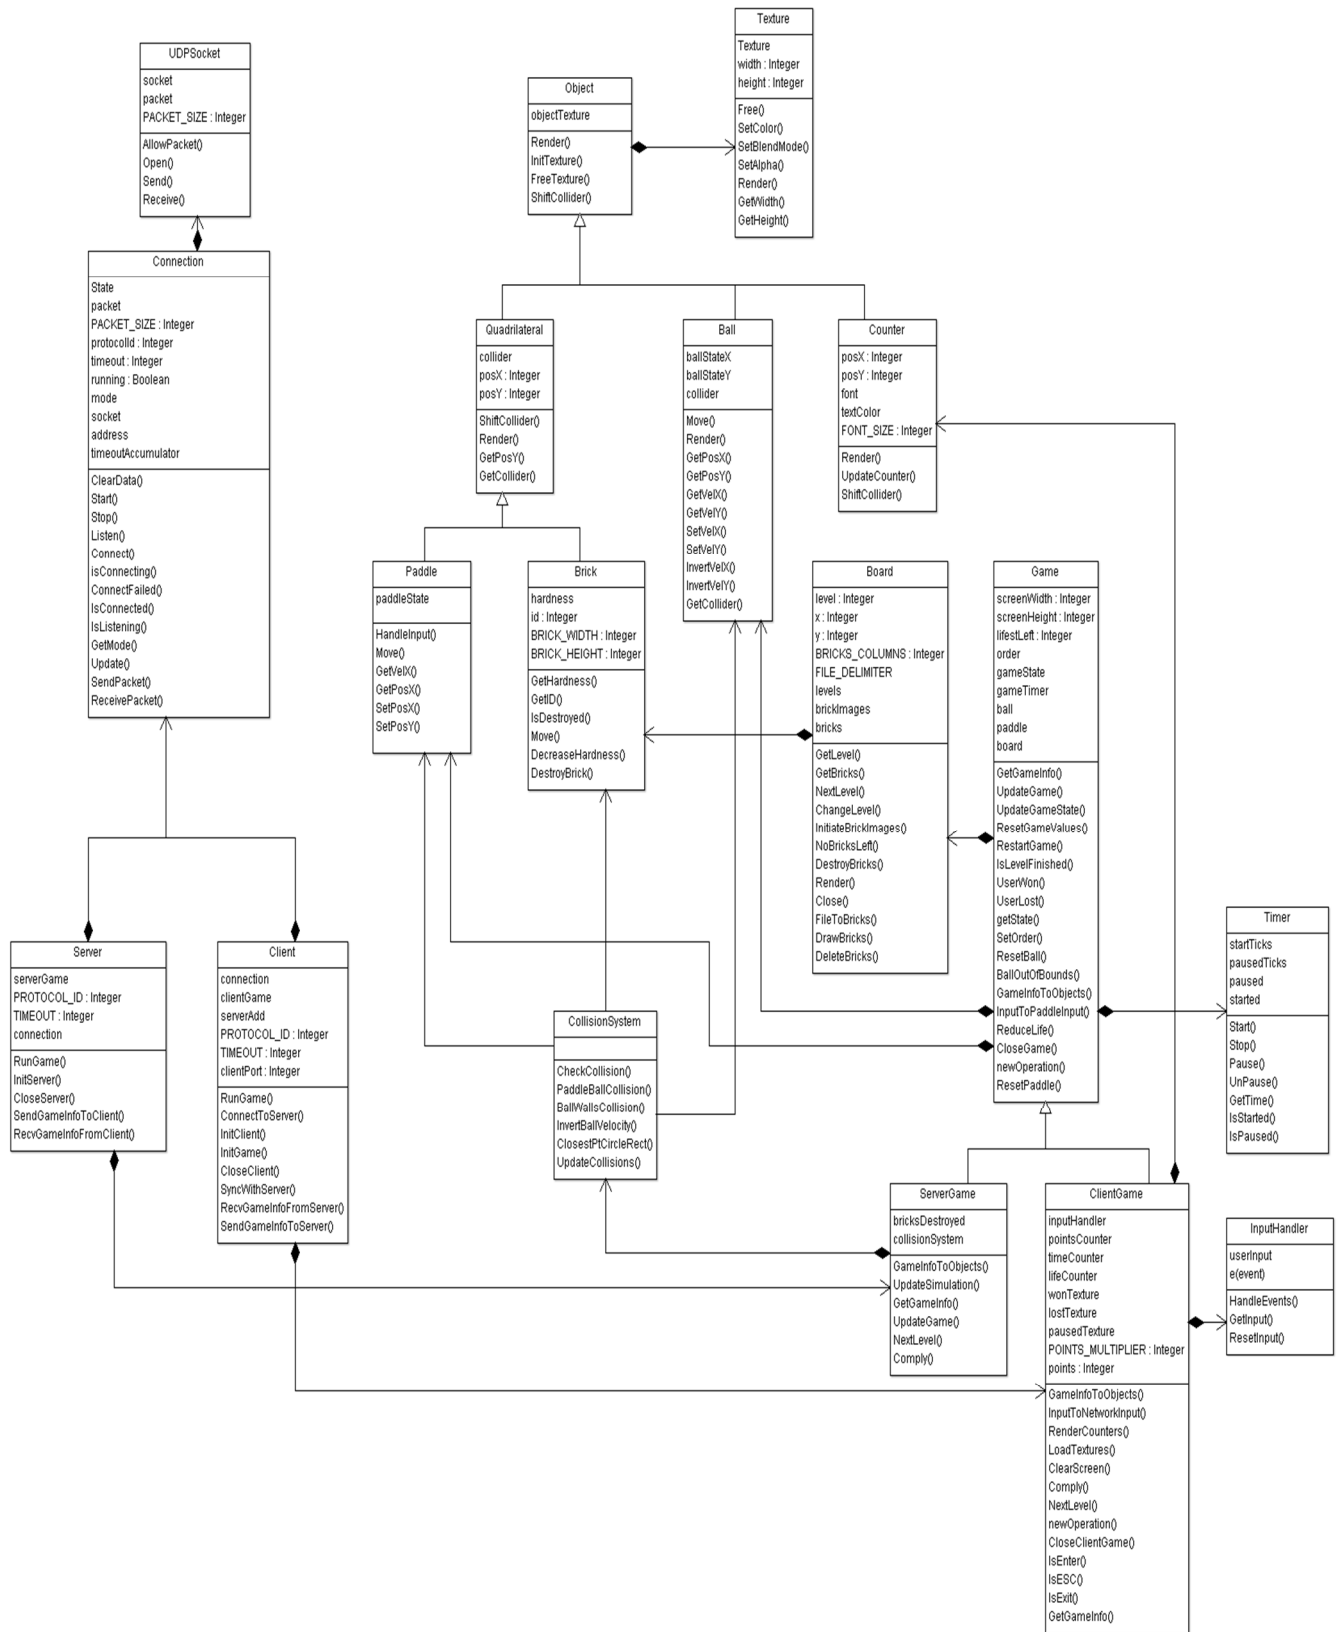 Texture
Texture
width : Integer
height : Integer
Free()
SetColor()
SetBlendMode()
SetAlpha()
Render()
GetWidth()
GetHeight()
UDPSocket
socket
packet
PACKET_SIZE : Integer
AllowPacket()
Open()
Send()
Receive()
Object
objectTexture
Render()
InitTexture()
FreeTexture()
ShiftCollider()
Connection
State
packet
PACKET_SIZE : Integer
protocolId : Integer
timeout : Integer
running : Boolean
mode
socket
address
timeoutAccumulator
ClearData()
Start()
Stop()
Listen()
Connect()
isConnecting()
ConnectFailed()
IsConnected()
IsListening()
GetMode()
Update()
SendPacket()
ReceivePacket()
Quadrilateral
collider
posX : Integer
posY : Integer
ShiftCollider()
Render()
GetPosY()
GetCollider()
Ball
ballStateX
ballStateY
collider
Move()
Render()
GetPosX()
GetPosY()
GetVelX()
GetVelY()
SetVelX()
SetVelY()
InvertVelX()
InvertVelY()
GetCollider()
Counter
posX : Integer
posY : Integer
font
textColor
FONT_SIZE : Integer
Render()
UpdateCounter()
ShiftCollider()
Paddle
paddleState
HandleInput()
Move()
GetVelX()
GetPosX()
SetPosX()
SetPosY()
Brick
hardness
id : Integer
BRICK_WIDTH : Integer
BRICK_HEIGHT : Integer
GetHardness()
GetID()
IsDestroyed()
Move()
DecreaseHardness()
DestroyBrick()
Board
level : Integer
x : Integer
y : Integer
BRICKS_COLUMNS : Integer
FILE_DELIMITER
levels
brickImages
bricks
GetLevel()
GetBricks()
NextLevel()
ChangeLevel()
InitiateBrickImages()
NoBricksLeft()
DestroyBricks()
Render()
Close()
FileToBricks()
DrawBricks()
DeleteBricks()
Game
screenWidth : Integer
screenHeight : Integer
lifestLeft : Integer
order
gameState
gameTimer
ball
paddle
board
GetGameInfo()
UpdateGame()
UpdateGameState()
ResetGameValues()
RestartGame()
IsLevelFinished()
UserWon()
UserLost()
getState()
SetOrder()
ResetBall()
BallOutOfBounds()
GameInfoToObjects()
InputToPaddleInput()
ReduceLife()
CloseGame()
newOperation()
ResetPaddle()
Timer
startTicks
pausedTicks
paused
started
Start()
Stop()
Pause()
UnPause()
GetTime()
IsStarted()
IsPaused()
Server
serverGame
PROTOCOL_ID : Integer
TIMEOUT : Integer
connection
RunGame()
InitServer()
CloseServer()
SendGameInfoToClient()
RecvGameInfoFromClient()
Client
connection
clientGame
serverAdd
PROTOCOL_ID : Integer
TIMEOUT : Integer
clientPort : Integer
RunGame()
ConnectToServer()
InitClient()
InitGame()
CloseClient()
SyncWithServer()
RecvGameInfoFromServer()
SendGameInfoToServer()
CollisionSystem
CheckCollision()
PaddleBallCollision()
BallWallsCollision()
InvertBallVelocity()
ClosestPtCircleRect()
UpdateCollisions()
ServerGame
bricksDestroyed
collisionSystem
GameInfoToObjects()
UpdateSimulation()
GetGameInfo()
UpdateGame()
NextLevel()
Comply()
ClientGame
inputHandler
pointsCounter
timeCounter
lifeCounter
wonTexture
lostTexture
pausedTexture
POINTS_MULTIPLIER : Integer
points : Integer
GameInfoToObjects()
InputToNetworkInput()
RenderCounters()
LoadTextures()
ClearScreen()
Comply()
NextLevel()
newOperation()
CloseClientGame()
IsEnter()
IsESC()
IsExit()
GetGameInfo()
InputHandler
userInput
e(event)
HandleEvents()
GetInput()
ResetInput()